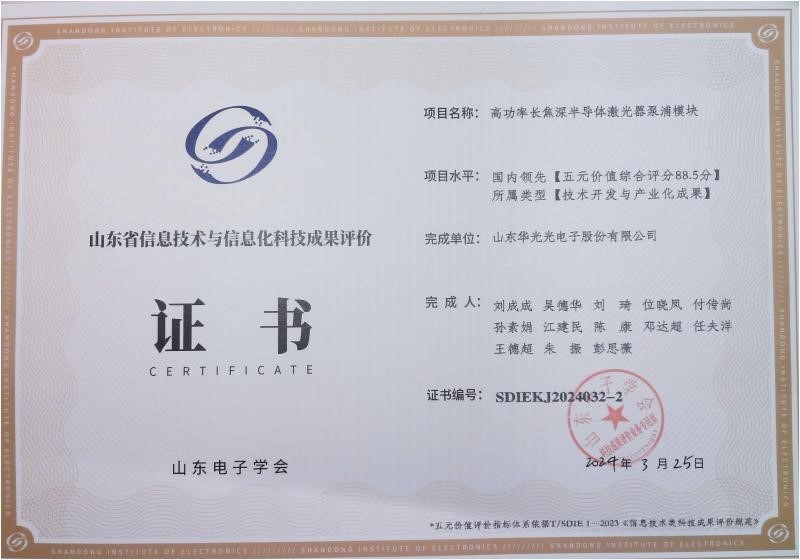 SHANDONG INSTITUTE OF ELECTRONICS
山东省信息技术与信息化科技成果评价
证 书
CERTIFICATE
山东电子学会
项目名称： 高功率长焦深半导体激光器泵浦模块
项目水平： 国内领先【五元价值综合评分88.5分】
所属类型【技术开发与产业化成果】
完成单位： 山东华光光电子股份有限公司
完 成 人： 刘成成 吴德华 刘 琦 位晓凤 付传尚
孙素娟 江建民 陈 康 邓达超 任夫洋
王德超 朱 振 彭思薇
证书编号： SDIEKJ2024032-2
山东电子学会
2024年 3 月 25日
*五元价值评价指标体系依据T/SDIE 1—2023《信息技术类科技成果评价规范》